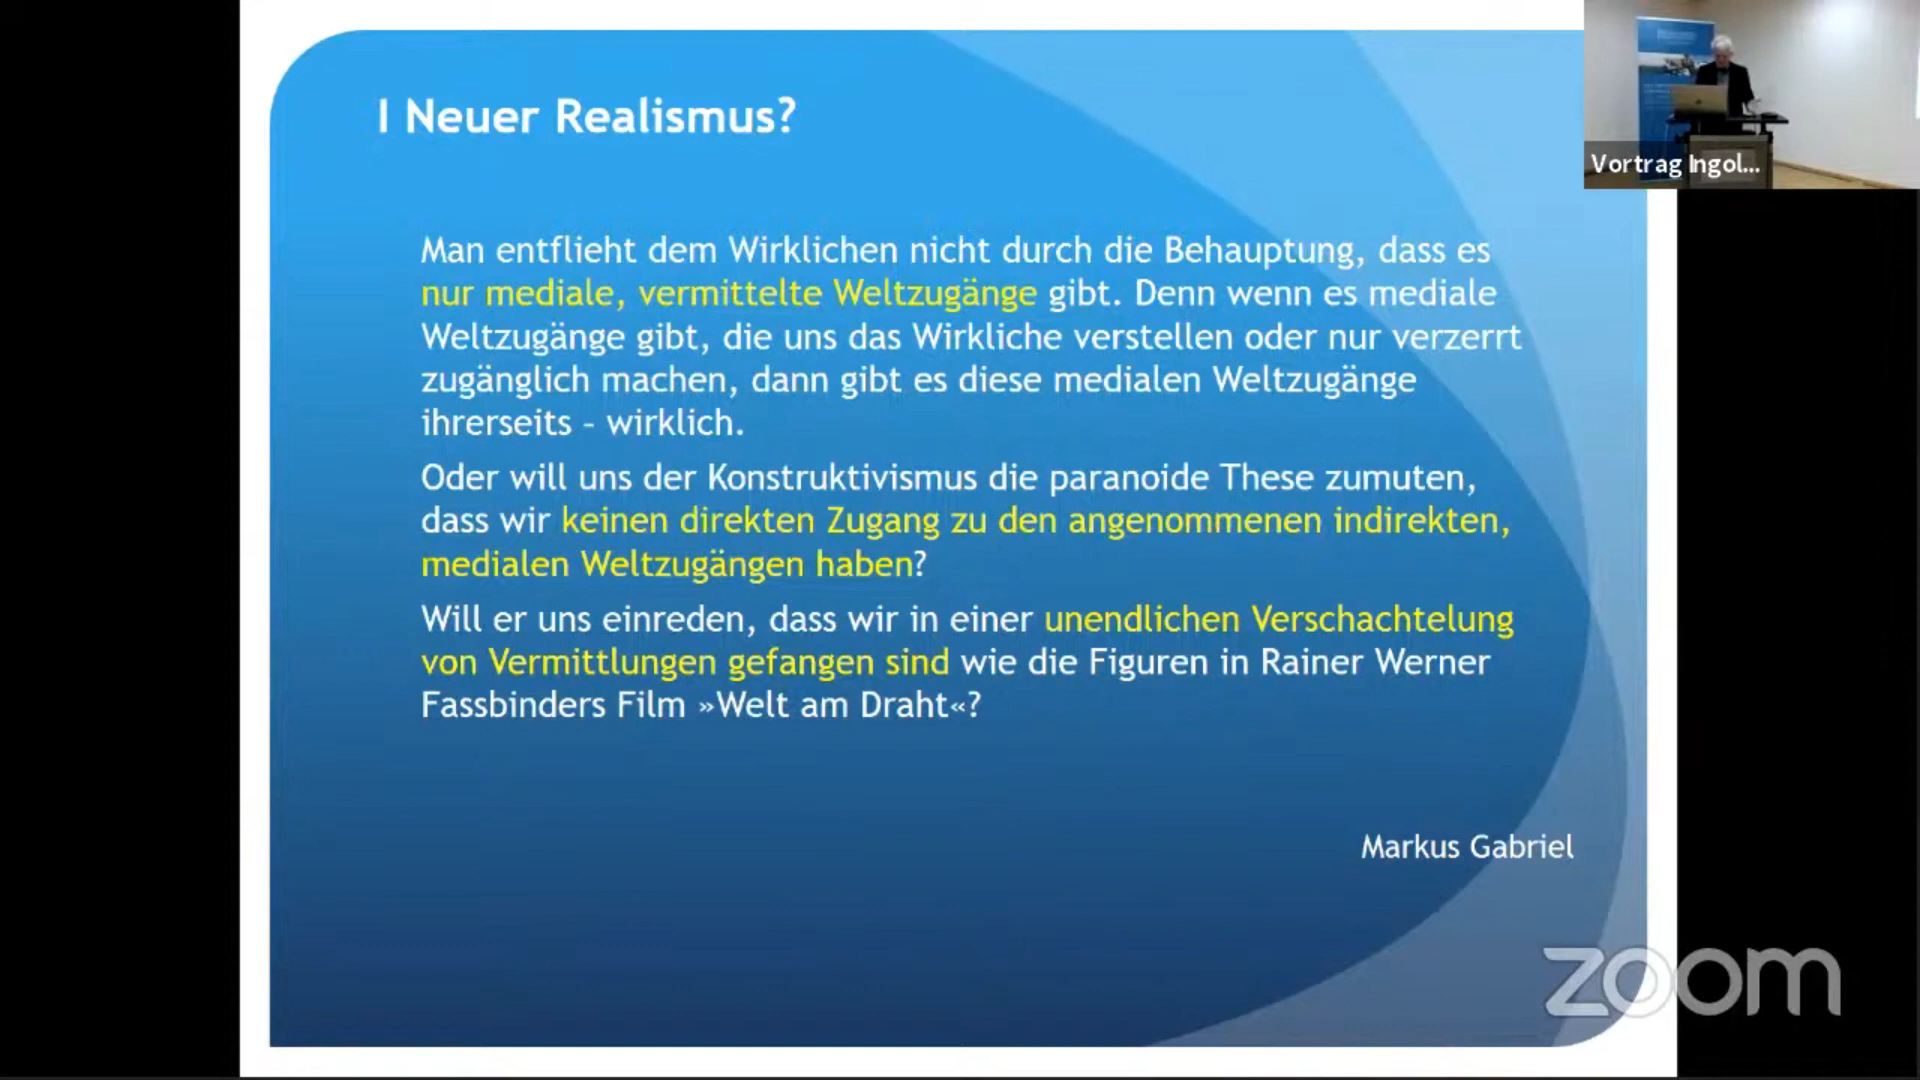 I Neuer Realismus?
Vortrag Ingol...
Man entflieht dem Wirklichen nicht durch die Behauptung, dass es
nur mediale, vermittelte Weltzugänge gibt. Denn wenn es mediale
Weltzugänge gibt, die uns das Wirkliche verstellen oder nur verzerrt
zugänglich machen, dann gibt es diese medialen Weltzugänge
ihrerseits – wirklich.
Oder will uns der Konstruktivismus die paranoide These zumuten,
dass wir keinen direkten Zugang zu den angenommenen indirekten,
medialen Weltzugängen haben?
Will er uns einreden, dass wir in einer unendlichen Verschachtelung
von Vermittlungen gefangen sind wie die Figuren in Rainer Werner
Fassbinders Film »Welt am Draht«?
Markus Gabriel
zoom